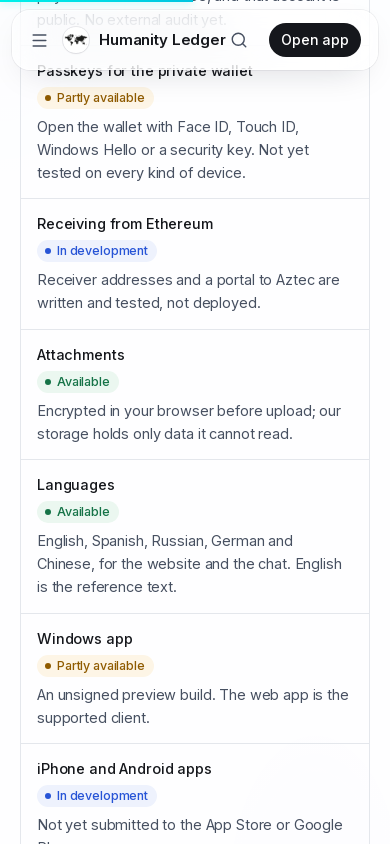 public. No external audit yet.
Humanity Ledger
Open app
Passkeys for the private wallet
Partly available
Open the wallet with Face ID, Touch ID,
Windows Hello or a security key. Not yet
tested on every kind of device.
Receiving from Ethereum
In development
Receiver addresses and a portal to Aztec are
written and tested, not deployed.
Attachments
Available
Encrypted in your browser before upload; our
storage holds only data it cannot read.
Languages
Available
English, Spanish, Russian, German and
Chinese, for the website and the chat. English
is the reference text.
Windows app
Partly available
An unsigned preview build. The web app is the
supported client.
iPhone and Android apps
In development
Not yet submitted to the App Store or Google